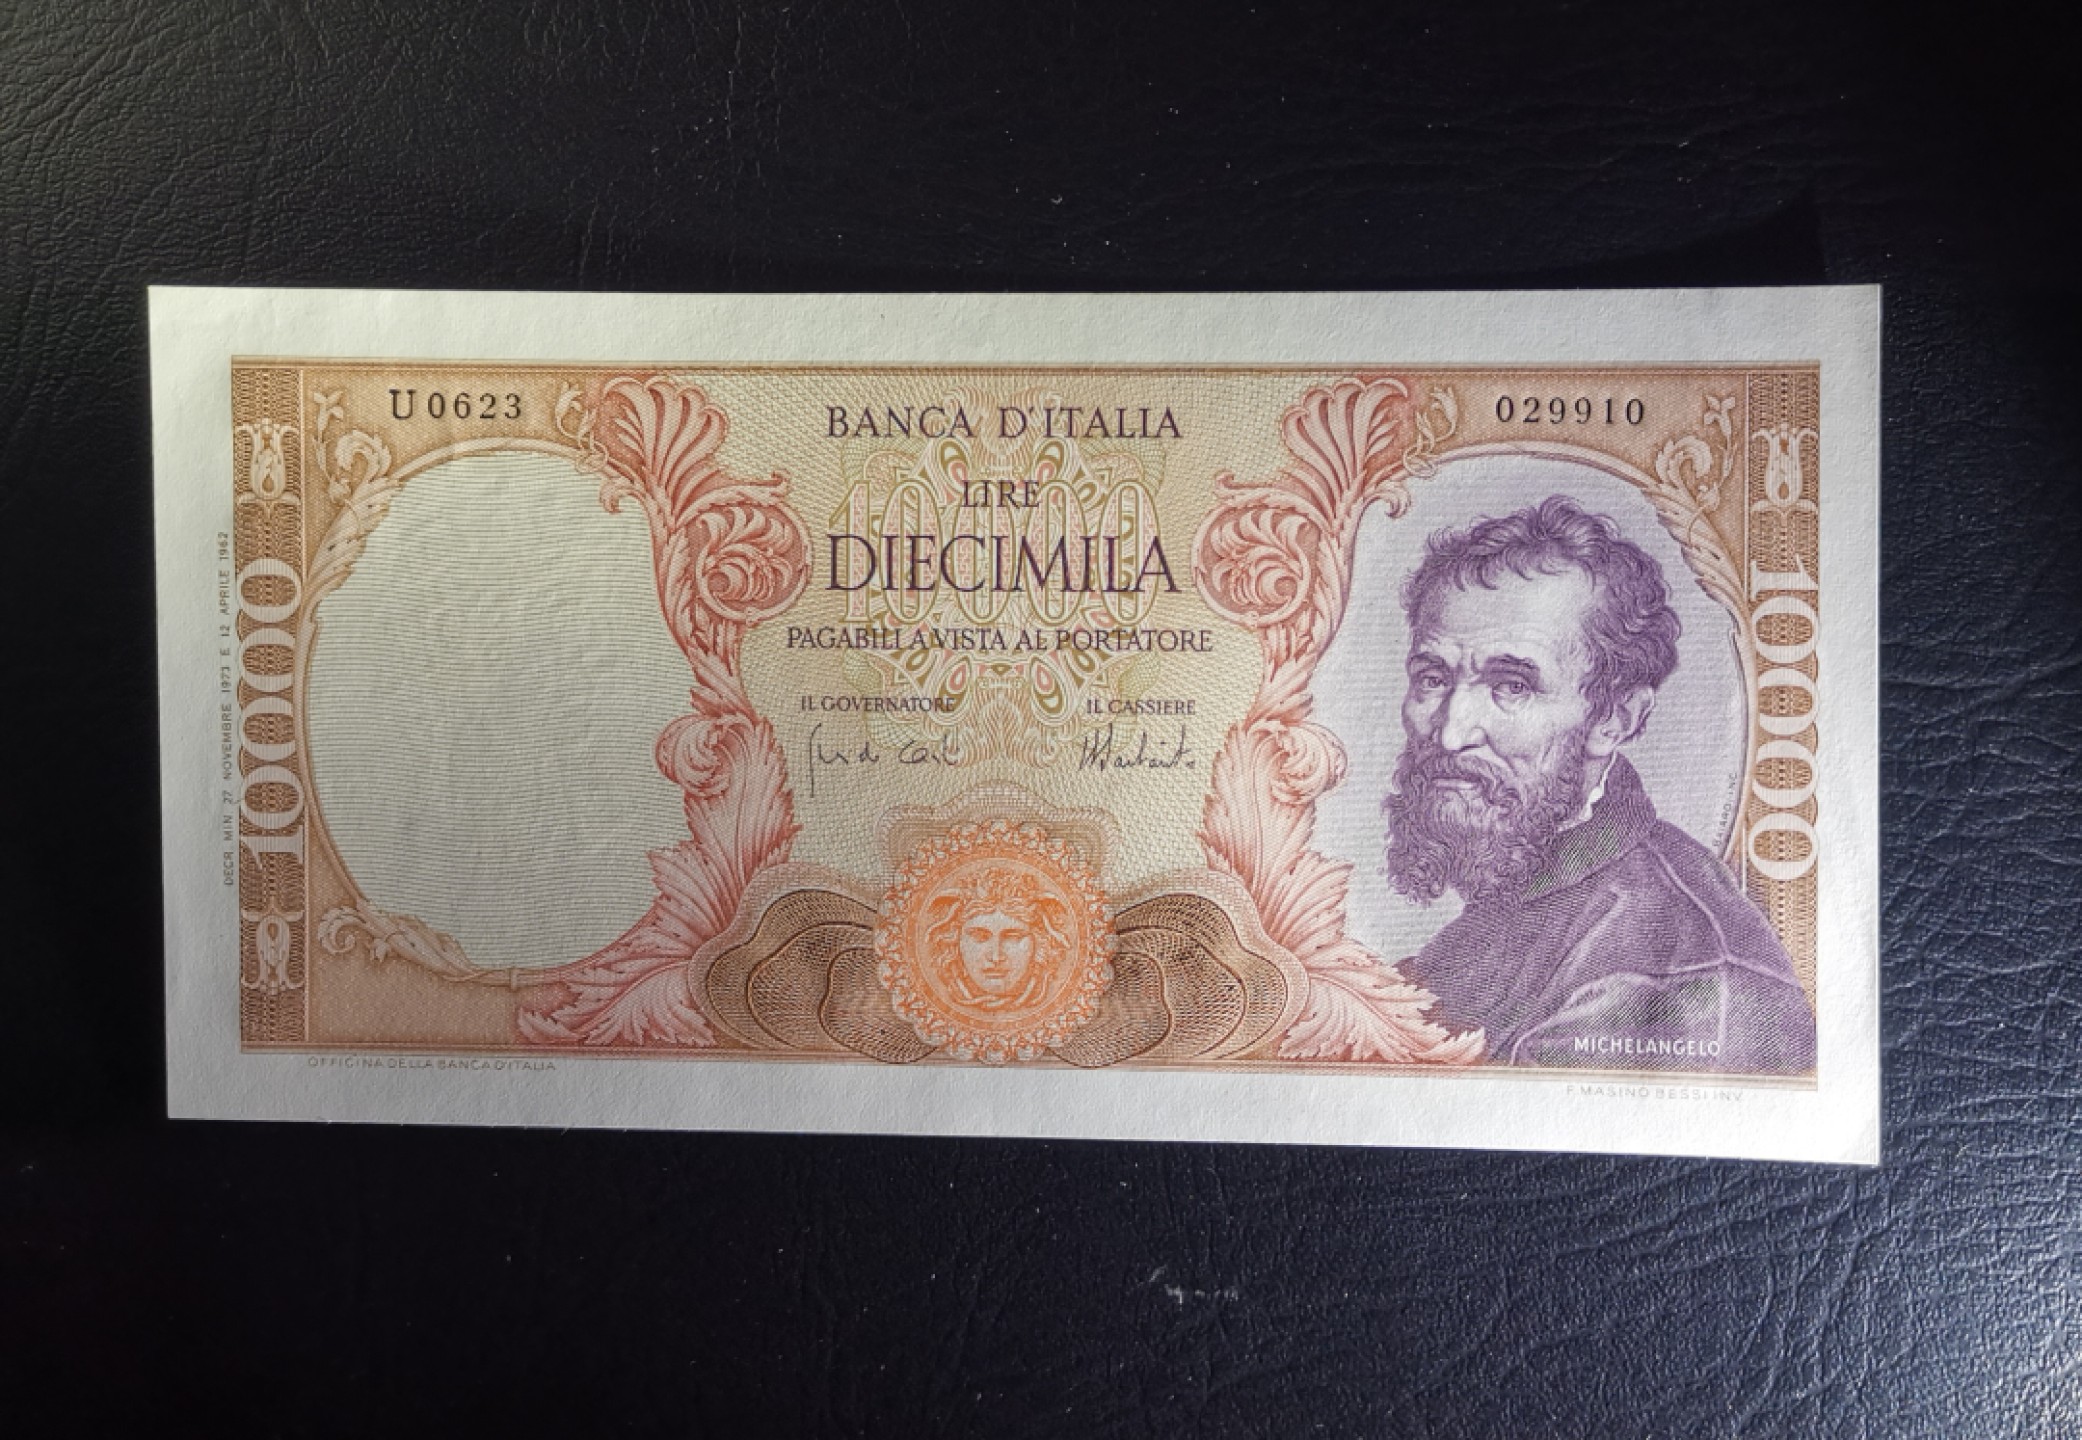 U 0623
029910
BANCA D'ITALIA
LIRE
10000
DIECIMILA
PAGABILI A VISTA AL PORTATORE
IL GOVERNATORE
IL CASSIERE
DECR. MIN. 27 NOVEMBRE 1973 E 12 APRILE 1962
10000
10000
MICHELANGELO
OFFICINA DELLA BANCA D'ITALIA
F. MASINO BESSI INV.